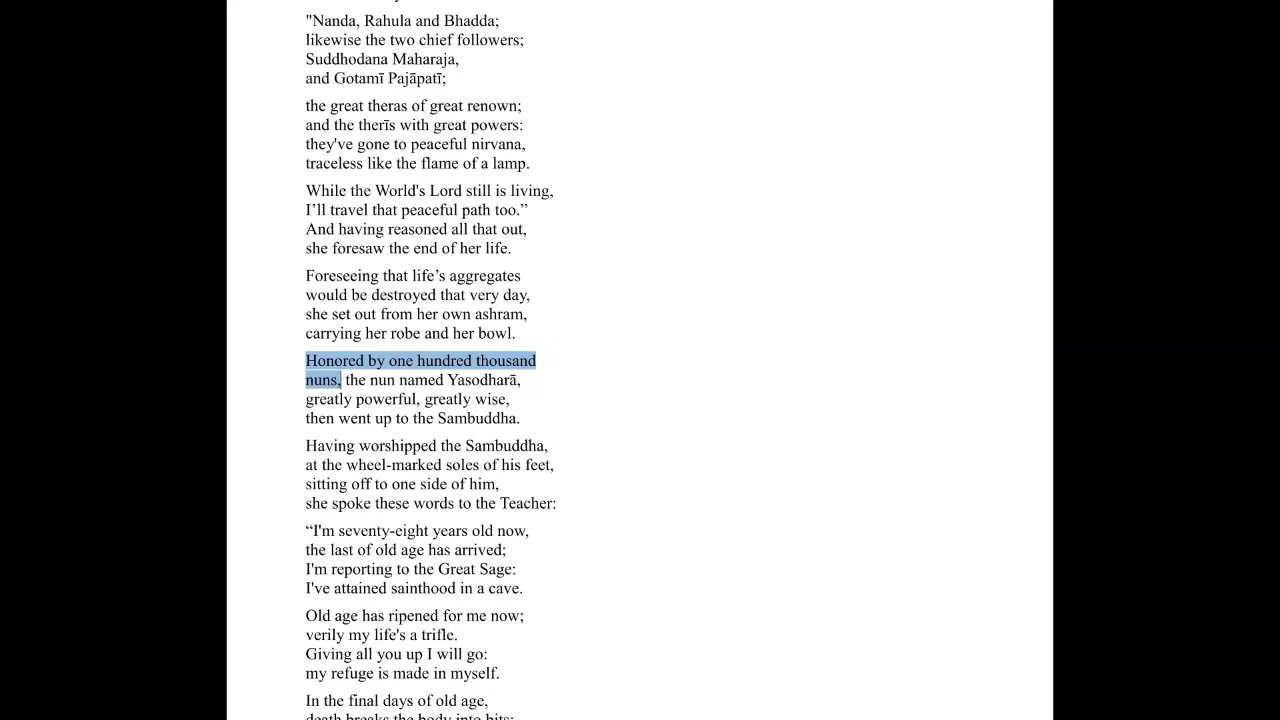 "Nanda, Rahula and Bhadda;
likewise the two chief followers;
Suddhodana Maharaja,
and Gotamī Pajāpatī;
the great theras of great renown;
and the therīs with great powers:
they've gone to peaceful nirvana,
traceless like the flame of a lamp.
While the World's Lord still is living,
I’ll travel that peaceful path too.”
And having reasoned all that out,
she foresaw the end of her life.
Foreseeing that life’s aggregates
would be destroyed that very day,
she set out from her own ashram,
carrying her robe and her bowl.
Honored by one hundred thousand
nuns, the nun named Yasodharā,
greatly powerful, greatly wise,
then went up to the Sambuddha.
Having worshipped the Sambuddha,
at the wheel-marked soles of his feet,
sitting off to one side of him,
she spoke these words to the Teacher:
“I'm seventy-eight years old now,
the last of old age has arrived;
I'm reporting to the Great Sage:
I've attained sainthood in a cave.
Old age has ripened for me now;
verily my life's a trifle.
Giving all you up I will go:
my refuge is made in myself.
In the final days of old age,
death breaks the body into bits;